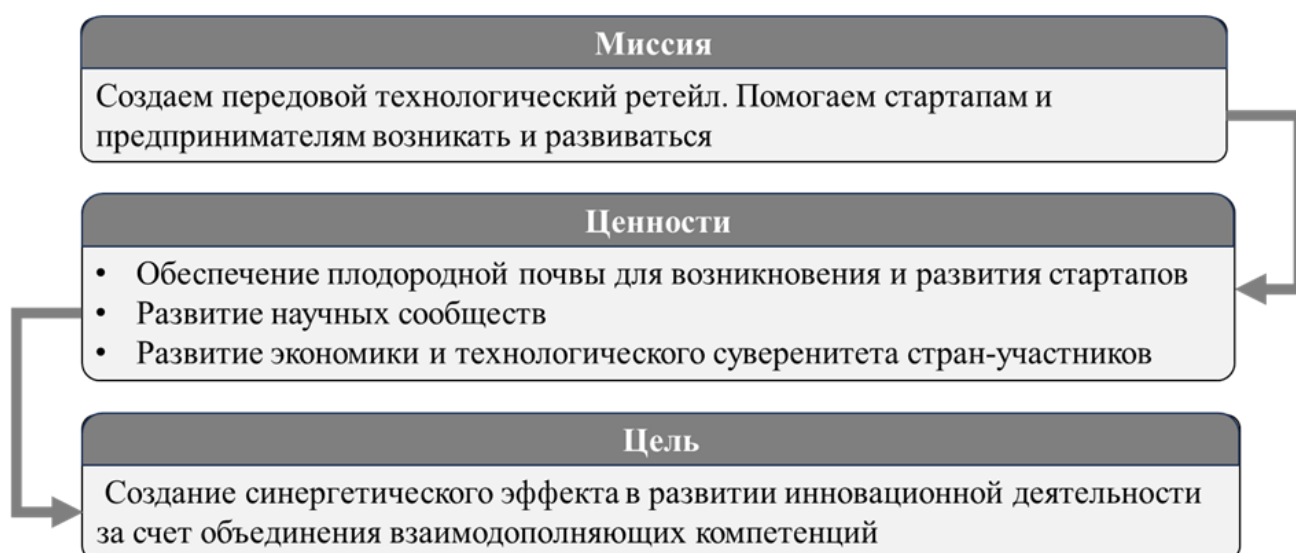 Миссия
Создаем передовой технологический ретейл. Помогаем стартапам и
предпринимателям возникать и развиваться
Ценности
• Обеспечение плодородной почвы для возникновения и развития стартапов
• Развитие научных сообществ
• Развитие экономики и технологического суверенитета стран-участников
Цель
Создание синергетического эффекта в развитии инновационной деятельности
за счет объединения взаимодополняющих компетенций